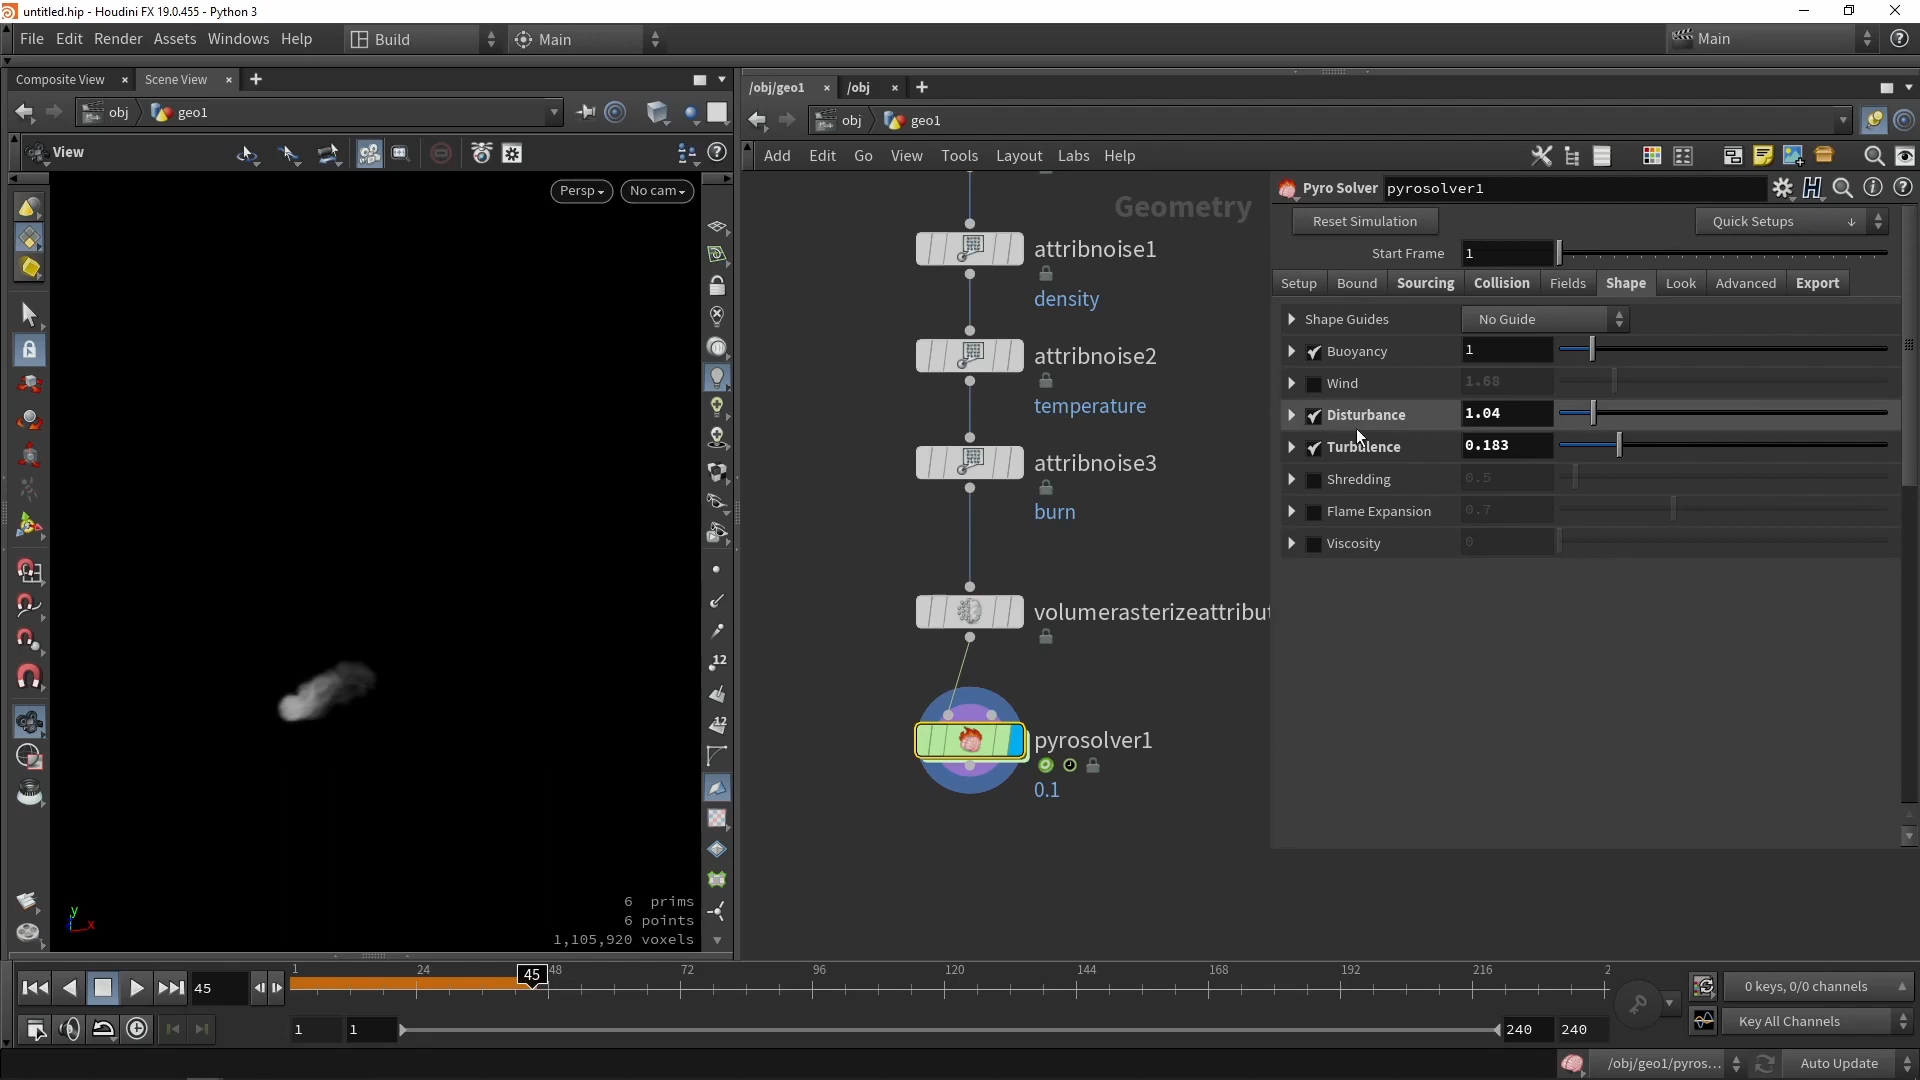 untitled.hip - Houdini FX 19.0.455 - Python 3
File Edit Render Assets Windows Help
Build
Main
Main
Composite View
Scene View
obj
geo1
View
Persp
No cam
12
12
6 prims
6 points
1,105,920 voxels
y
x
/obj/geo1
/obj
obj
geo1
Add Edit Go View Tools Layout Labs Help
Geometry
attribnoise1
density
attribnoise2
temperature
attribnoise3
burn
volumerasterizeattribut
pyrosolver1
0.1
Pyro Solver
pyrosolver1
Reset Simulation
Quick Setups
Start Frame
1
Setup Bound Sourcing Collision Fields Shape Look Advanced Export
Shape Guides No Guide
Buoyancy 1
Wind 1.68
Disturbance 1.04
Turbulence 0.183
Shredding 0.5
Flame Expansion 0.7
Viscosity 0
45
1 24 45 48 72 96 120 144 168 192 216 2
1
1
240
240
0 keys, 0/0 channels
Key All Channels
/obj/geo1/pyros...
Auto Update